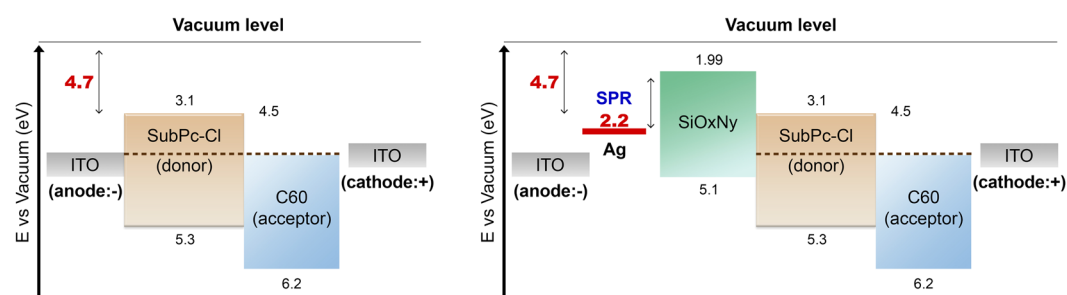 Vacuum level
4.7
3.1
4.5
SubPc-Cl
(donor)
ITO
(anode:-)
ITO
(cathode:+)
C60
(acceptor)
5.3
6.2
E vs Vacuum (eV)
Vacuum level
4.7
1.99
SPR
2.2
Ag
SiOxNy
5.1
3.1
4.5
SubPc-Cl
(donor)
ITO
(anode:-)
ITO
(cathode:+)
C60
(acceptor)
5.3
6.2
E vs Vacuum (eV)